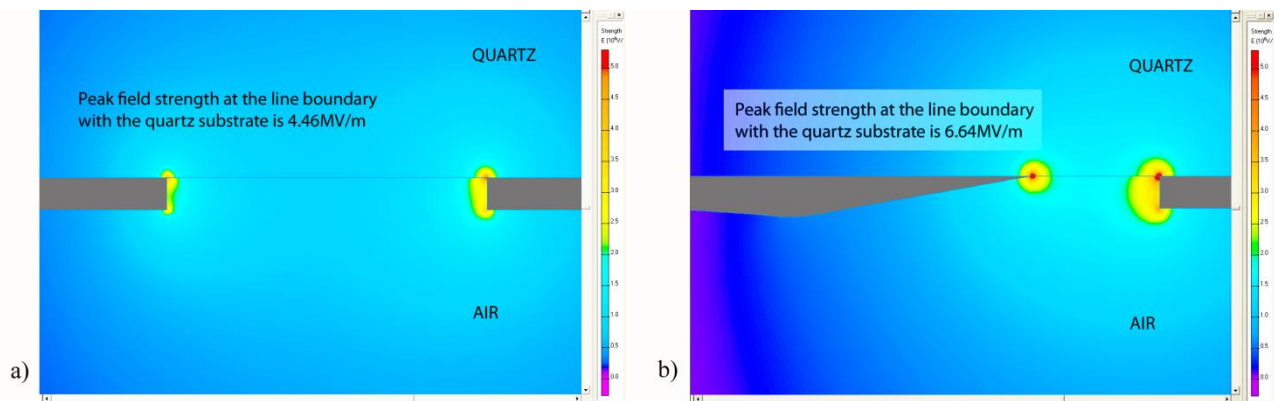 Strength
E (10⁶V/
5.0
4.5
4.0
3.5
3.0
2.5
2.0
1.5
1.0
0.5
0.0
QUARTZ
Peak field strength at the line boundary
with the quartz substrate is 4.46MV/m
AIR
a)
Strength
E (10⁶V/
5.0
4.5
4.0
3.5
3.0
2.5
2.0
1.5
1.0
0.5
0.0
QUARTZ
Peak field strength at the line boundary
with the quartz substrate is 6.64MV/m
AIR
b)